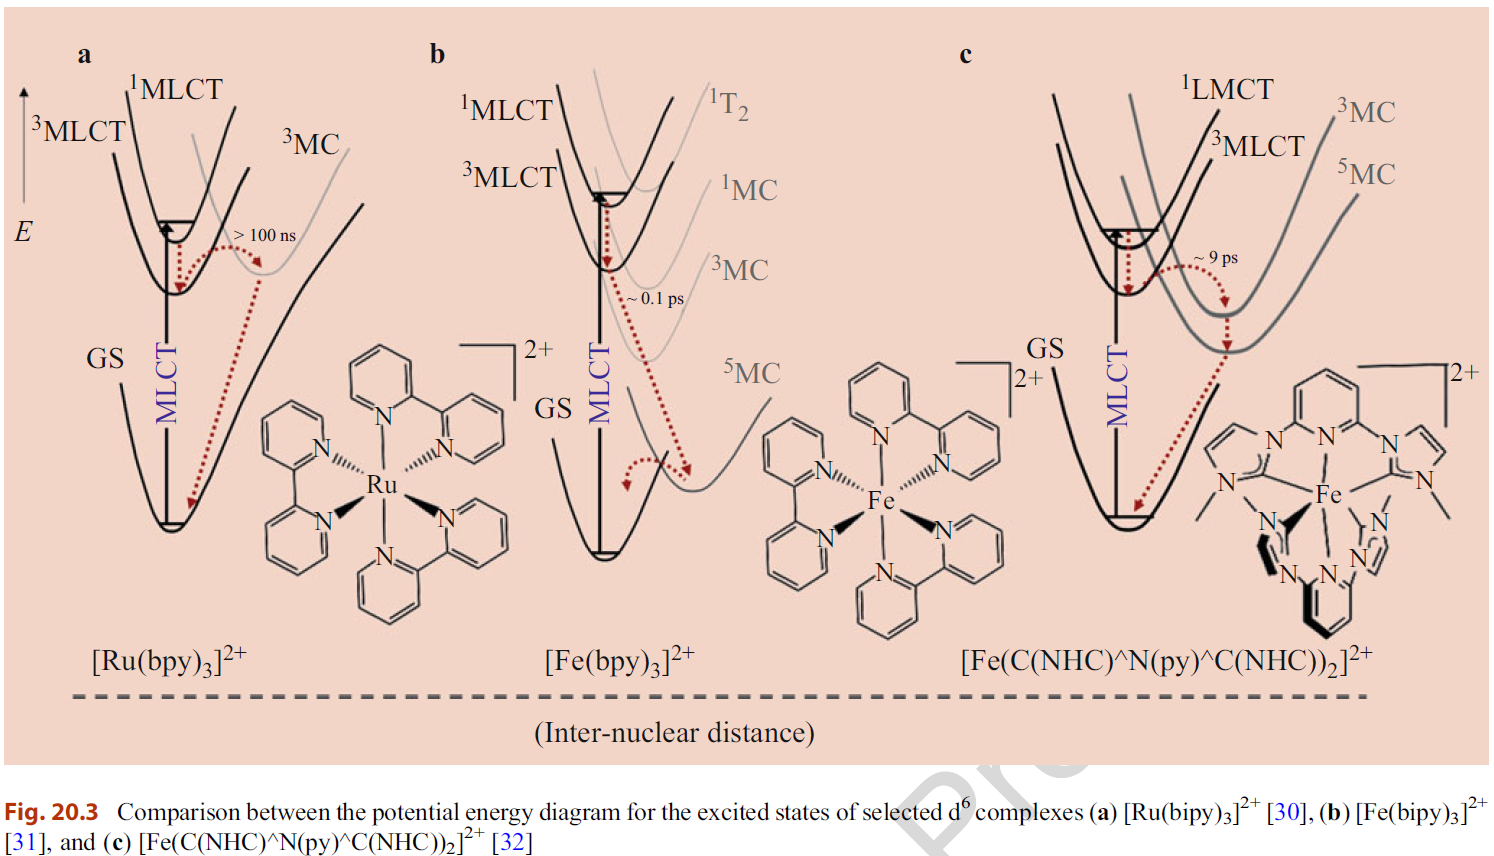 a
b
c
E
¹MLCT
³MLCT
³MC
> 100 ns
GS
MLCT
2+
N
N
N
N
N
N
Ru
[Ru(bpy)₃]²⁺
¹MLCT
³MLCT
¹T₂
¹MC
³MC
~ 0.1 ps
⁵MC
GS
MLCT
2+
N
N
N
N
N
N
Fe
[Fe(bpy)₃]²⁺
¹LMCT
³MLCT
³MC
⁵MC
~ 9 ps
GS
MLCT
2+
N
N
N
N
N
Fe
N
N
N
N
N
[Fe(C(NHC)^N(py)^C(NHC))₂]²⁺
(Inter-nuclear distance)
Fig. 20.3 Comparison between the potential energy diagram for the excited states of selected d⁶ complexes (a) [Ru(bipy)₃]²⁺ [30], (b) [Fe(bipy)₃]²⁺
[31], and (c) [Fe(C(NHC)^N(py)^C(NHC))₂]²⁺ [32]